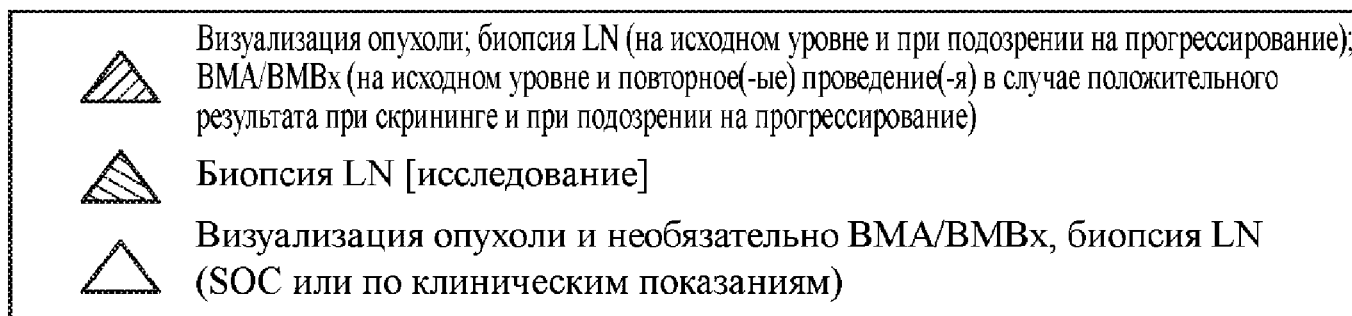 Визуализация опухоли; биопсия LN (на исходном уровне и при подозрении на прогрессирование);
BMA/BMBx (на исходном уровне и повторное(-ые) проведение(-я) в случае положительного
результата при скрининге и при подозрении на прогрессирование)
Биопсия LN [исследование]
Визуализация опухоли и необязательно BMA/BMBx, биопсия LN
(SOC или по клиническим показаниям)